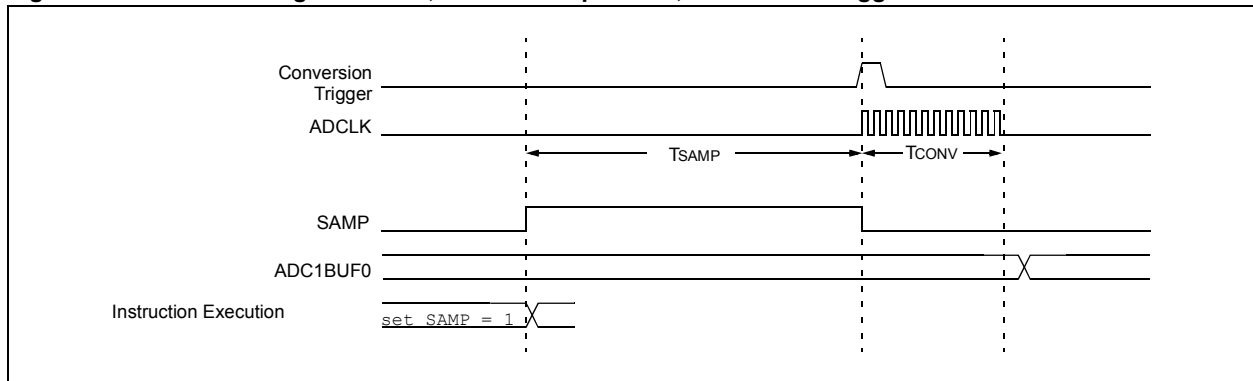 Conversion
Trigger
ADCLK
TSAMP
TCONV
SAMP
ADC1BUF0
Instruction Execution
set SAMP = 1